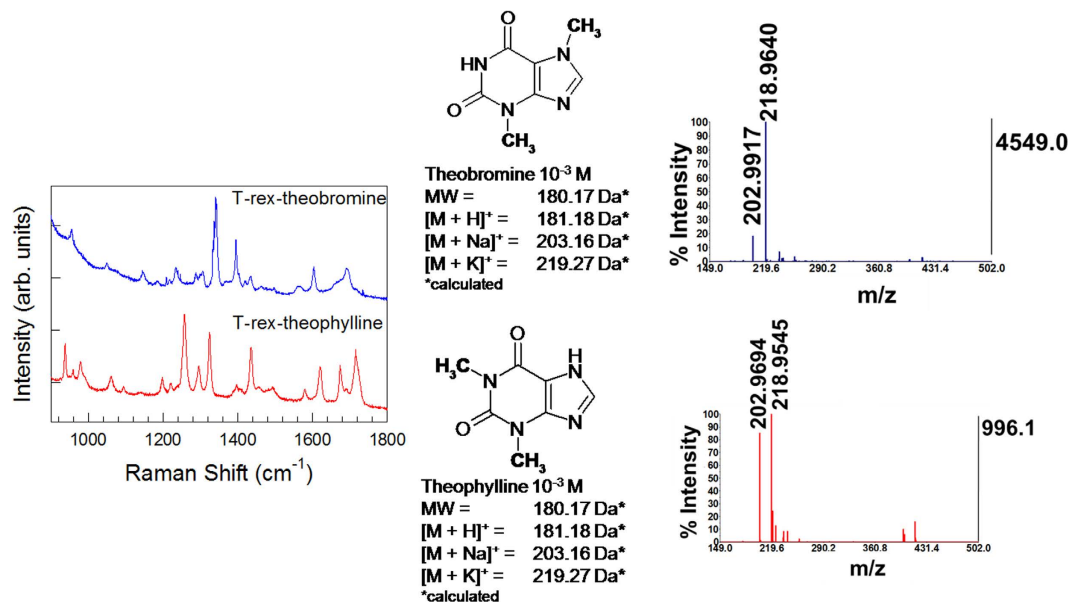 T-rex-theobromine
T-rex-theophylline
Intensity (arb. units)
1000 1200 1400 1600 1800
Raman Shift (cm⁻¹)
O
CH₃
HN
N
O
N
N
CH₃
Theobromine 10⁻³ M
MW = 180.17 Da*
[M + H]⁺ = 181.18 Da*
[M + Na]⁺ = 203.16 Da*
[M + K]⁺ = 219.27 Da*
*calculated
O
H
H₃C
N
N
O
N
N
CH₃
Theophylline 10⁻³ M
MW = 180.17 Da*
[M + H]⁺ = 181.18 Da*
[M + Na]⁺ = 203.16 Da*
[M + K]⁺ = 219.27 Da*
*calculated
202.9917
218.9640
4549.0
% Intensity
100
90
80
70
60
50
40
30
20
10
0
149.0 219.6 290.2 360.8 431.4 502.0
m/z
202.9694
218.9545
996.1
% Intensity
100
90
80
70
60
50
40
30
20
10
0
149.0 219.6 290.2 360.8 431.4 502.0
m/z